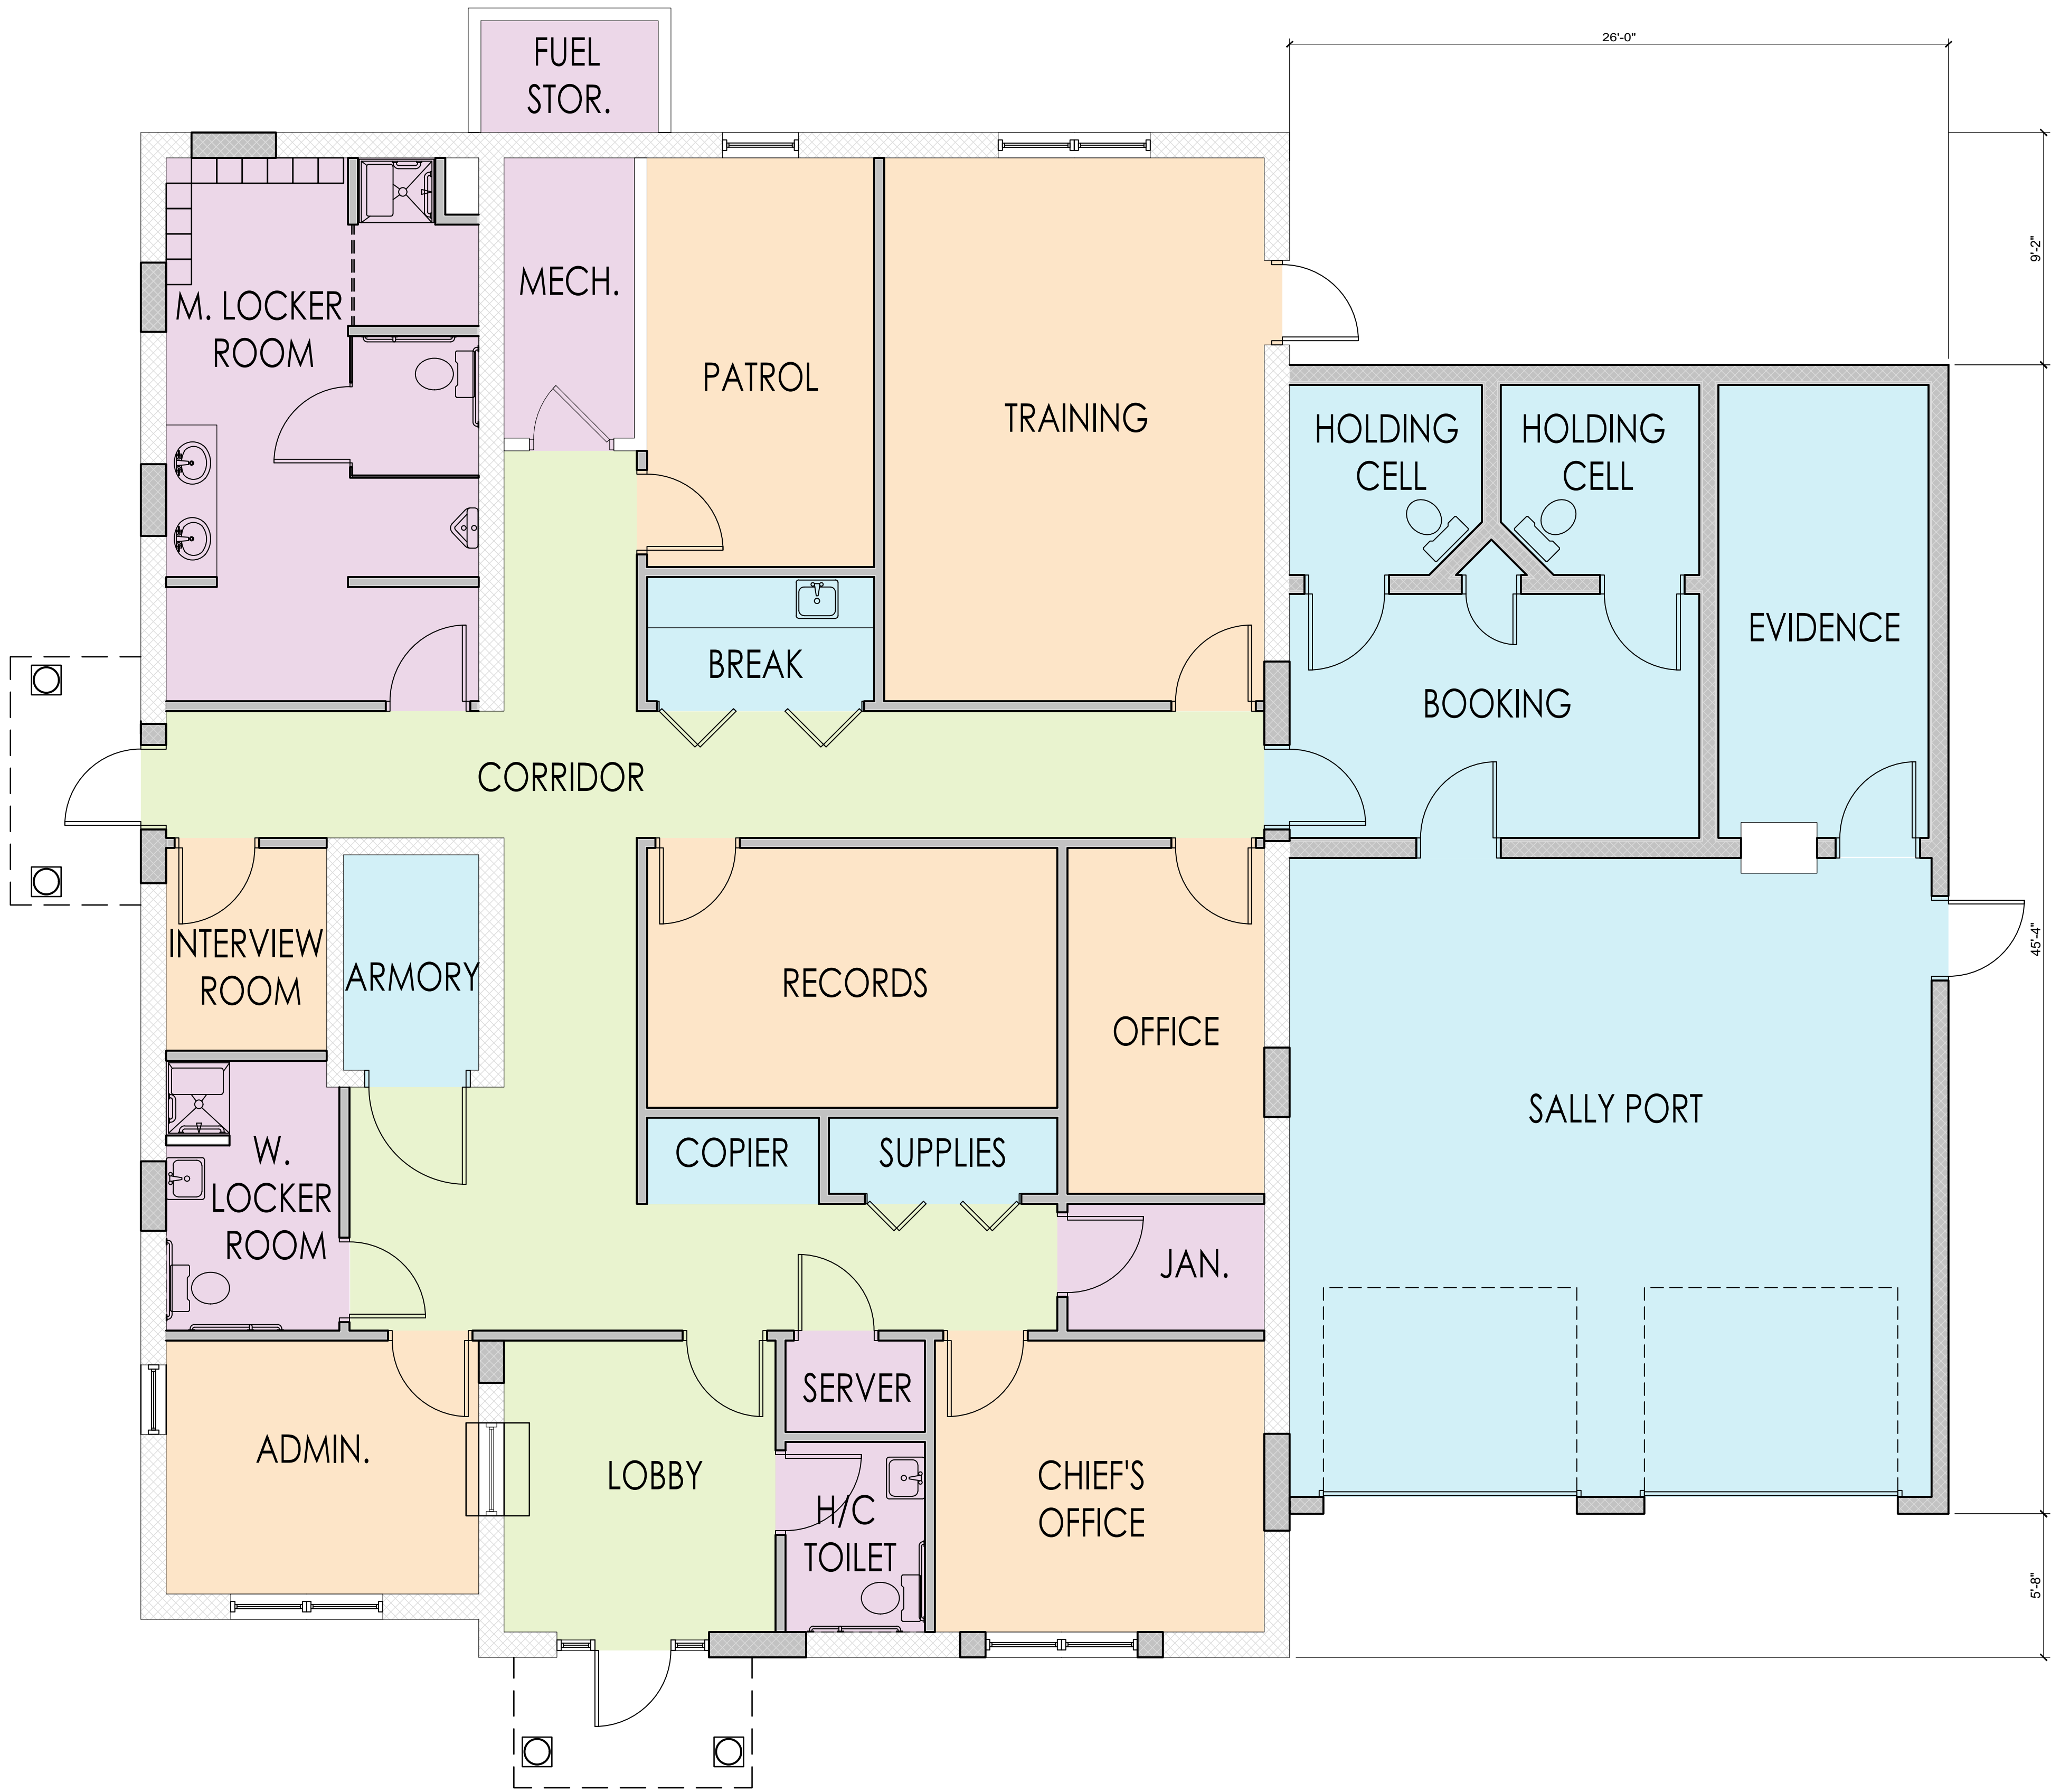 FUEL
STOR.
26'-0"
9'-2"
M. LOCKER
ROOM
MECH.
PATROL
TRAINING
HOLDING
CELL
HOLDING
CELL
EVIDENCE
BREAK
BOOKING
CORRIDOR
INTERVIEW
ROOM
ARMORY
RECORDS
OFFICE
45'-4"
SALLY PORT
W.
LOCKER
ROOM
COPIER
SUPPLIES
JAN.
SERVER
ADMIN.
LOBBY
H/C
TOILET
CHIEF'S
OFFICE
5'-8"